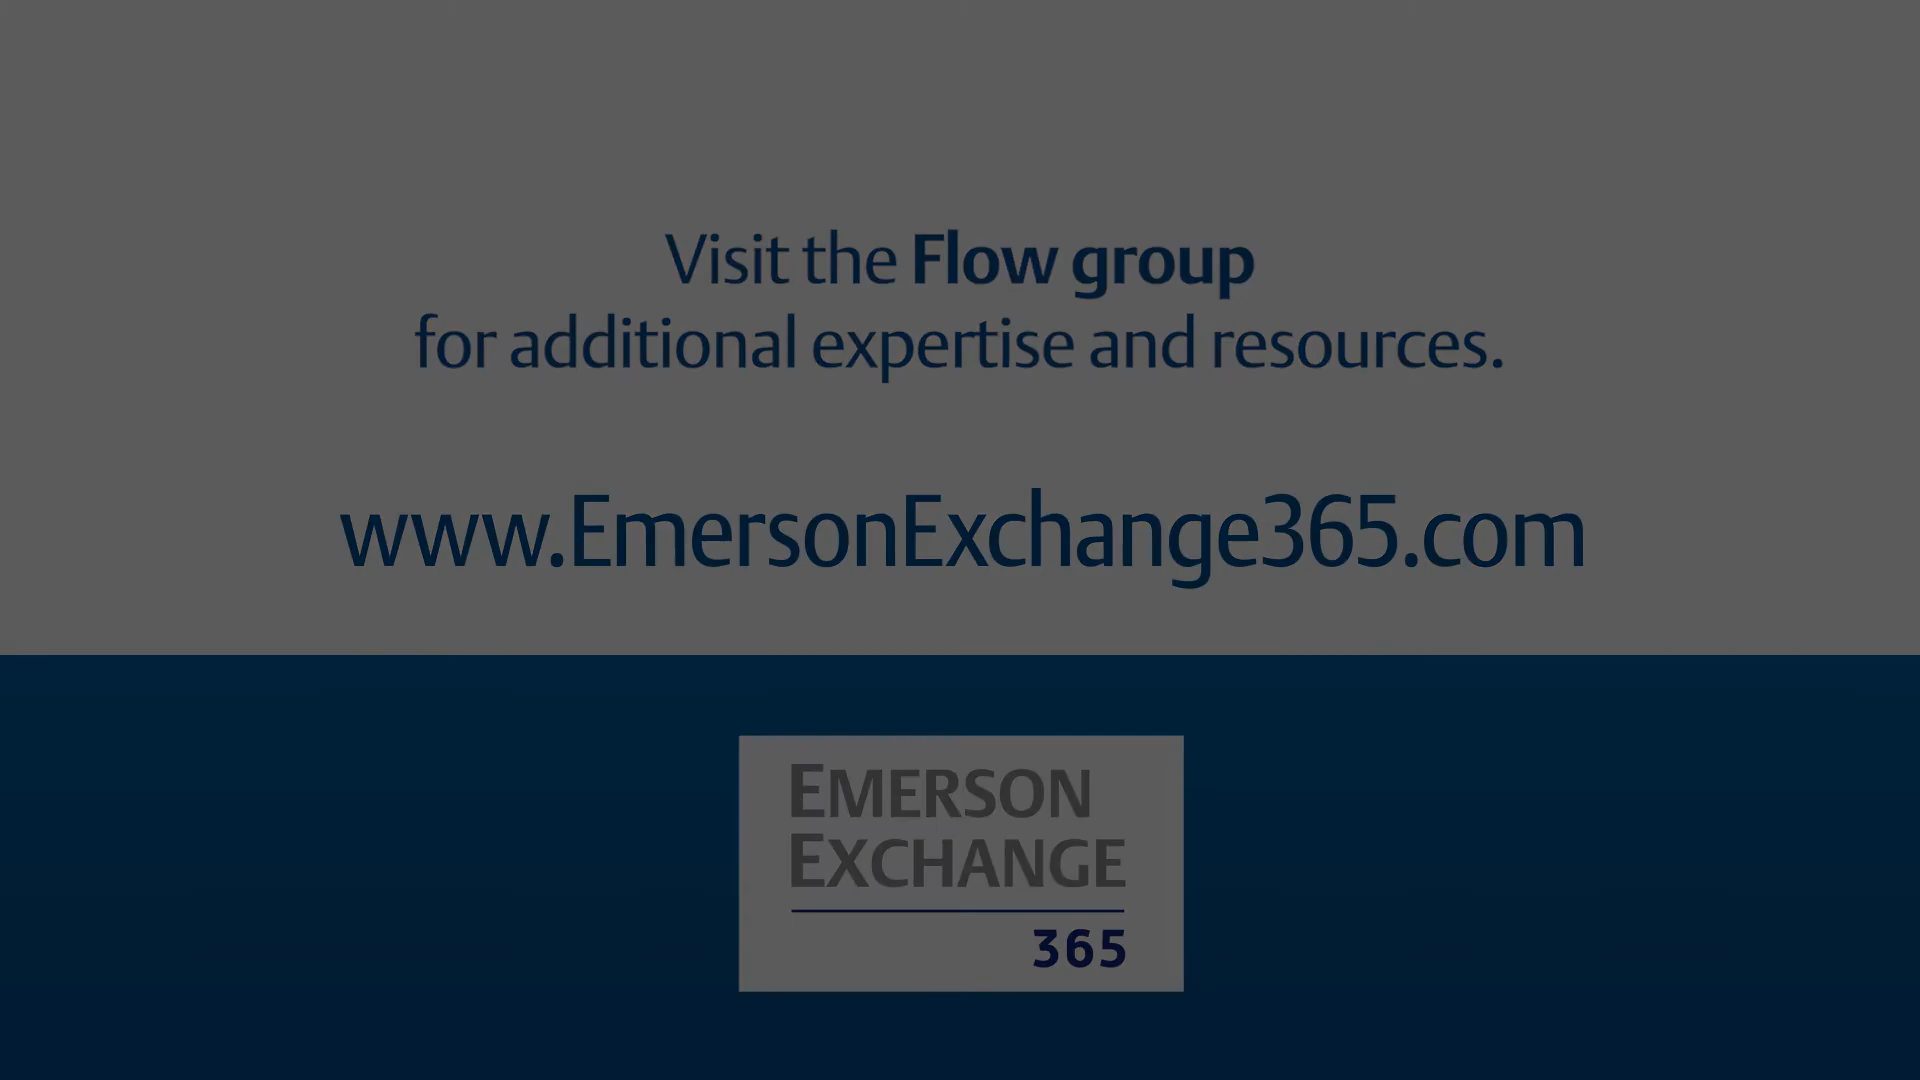 Visit the Flow group
for additional expertise and resources.
www.EmersonExchange365.com
EMERSON
EXCHANGE
365